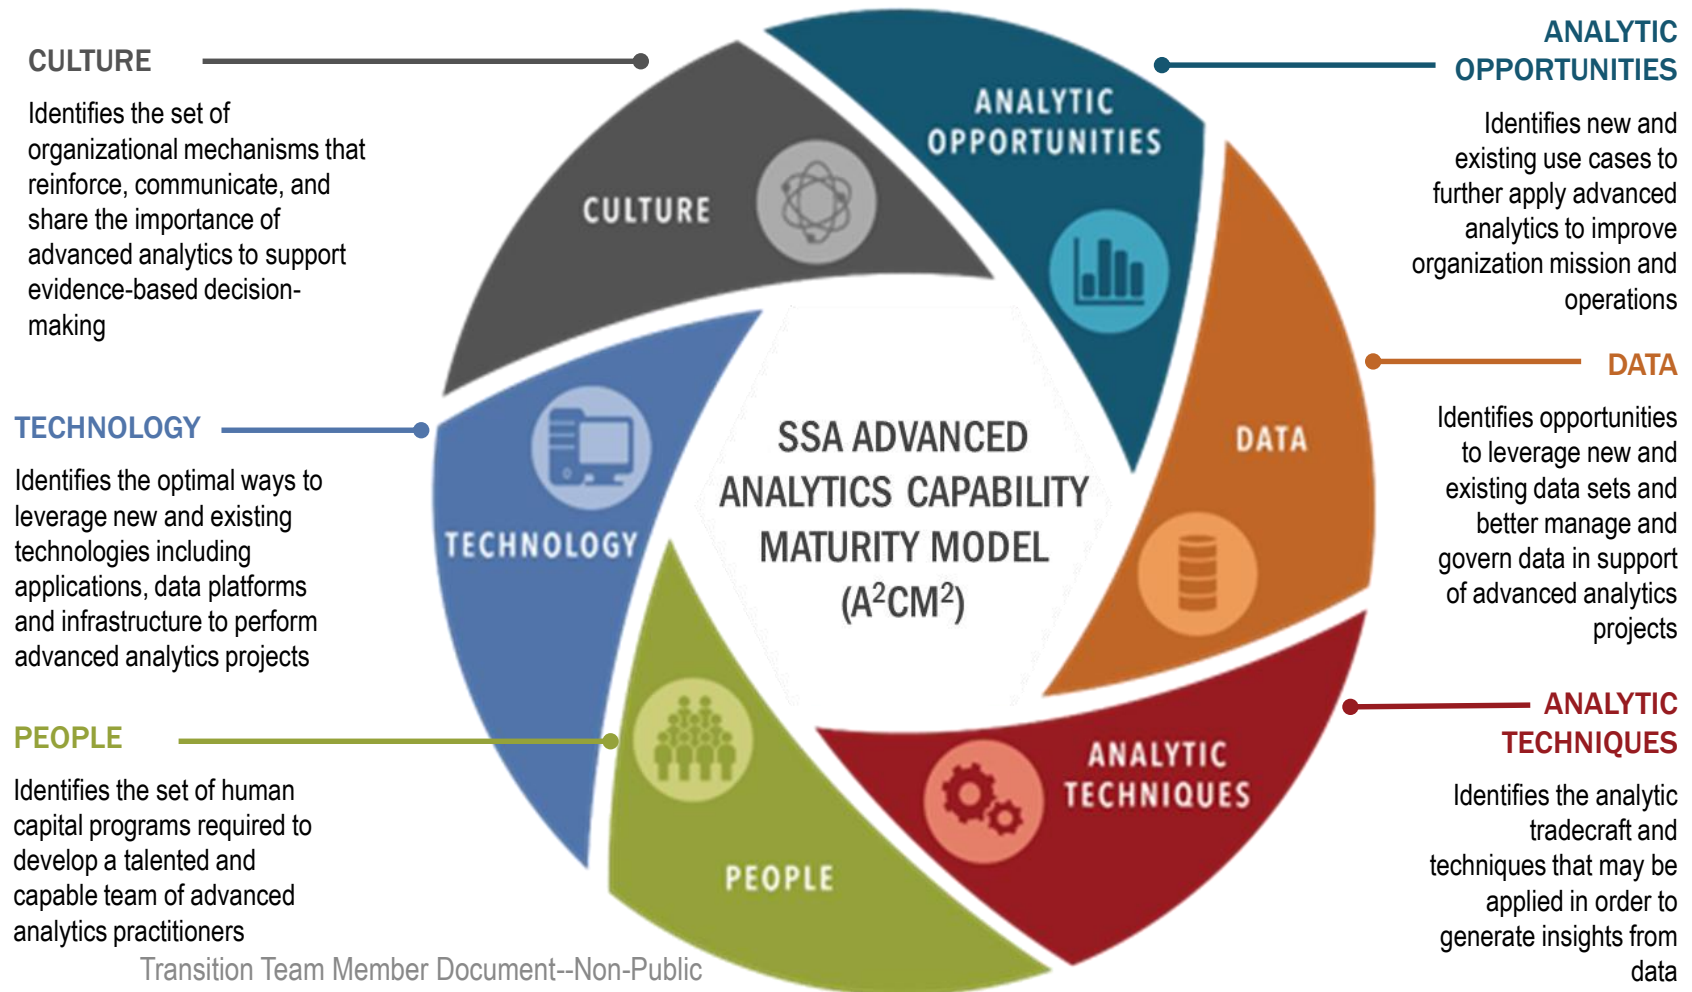 CULTURE
Identifies the set of
organizational mechanisms that
reinforce, communicate, and
share the importance of
advanced analytics to support
evidence-based decision-
making
TECHNOLOGY
Identifies the optimal ways to
leverage new and existing
technologies including
applications, data platforms
and infrastructure to perform
advanced analytics projects
PEOPLE
Identifies the set of human
capital programs required to
develop a talented and
capable team of advanced
analytics practitioners
CULTURE
ANALYTIC
OPPORTUNITIES
DATA
ANALYTIC
TECHNIQUES
PEOPLE
TECHNOLOGY
SSA ADVANCED
ANALYTICS CAPABILITY
MATURITY MODEL
(A²CM²)
ANALYTIC
OPPORTUNITIES
Identifies new and
existing use cases to
further apply advanced
analytics to improve
organization mission and
operations
DATA
Identifies opportunities
to leverage new and
existing data sets and
better manage and
govern data in support
of advanced analytics
projects
ANALYTIC
TECHNIQUES
Identifies the analytic
tradecraft and
techniques that may be
applied in order to
generate insights from
data
Transition Team Member Document--Non-Public